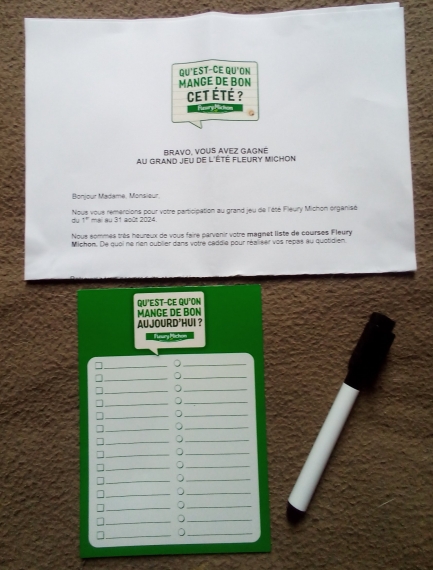 QU'EST-CE QU'ON
MANGE DE BON
CET ÉTÉ ?
Fleury Michon
BRAVO, VOUS AVEZ GAGNÉ
AU GRAND JEU DE L'ÉTÉ FLEURY MICHON
Bonjour Madame, Monsieur,
Nous vous remercions pour votre participation au grand jeu de l'été Fleury Michon organisé
du 1er mai au 31 août 2024.
Nous sommes très heureux de vous faire parvenir votre magnet liste de courses Fleury
Michon. De quoi ne rien oublier dans votre caddie pour réaliser vos repas au quotidien.
QU'EST-CE QU'ON
MANGE DE BON
AUJOURD'HUI ?
Fleury Michon